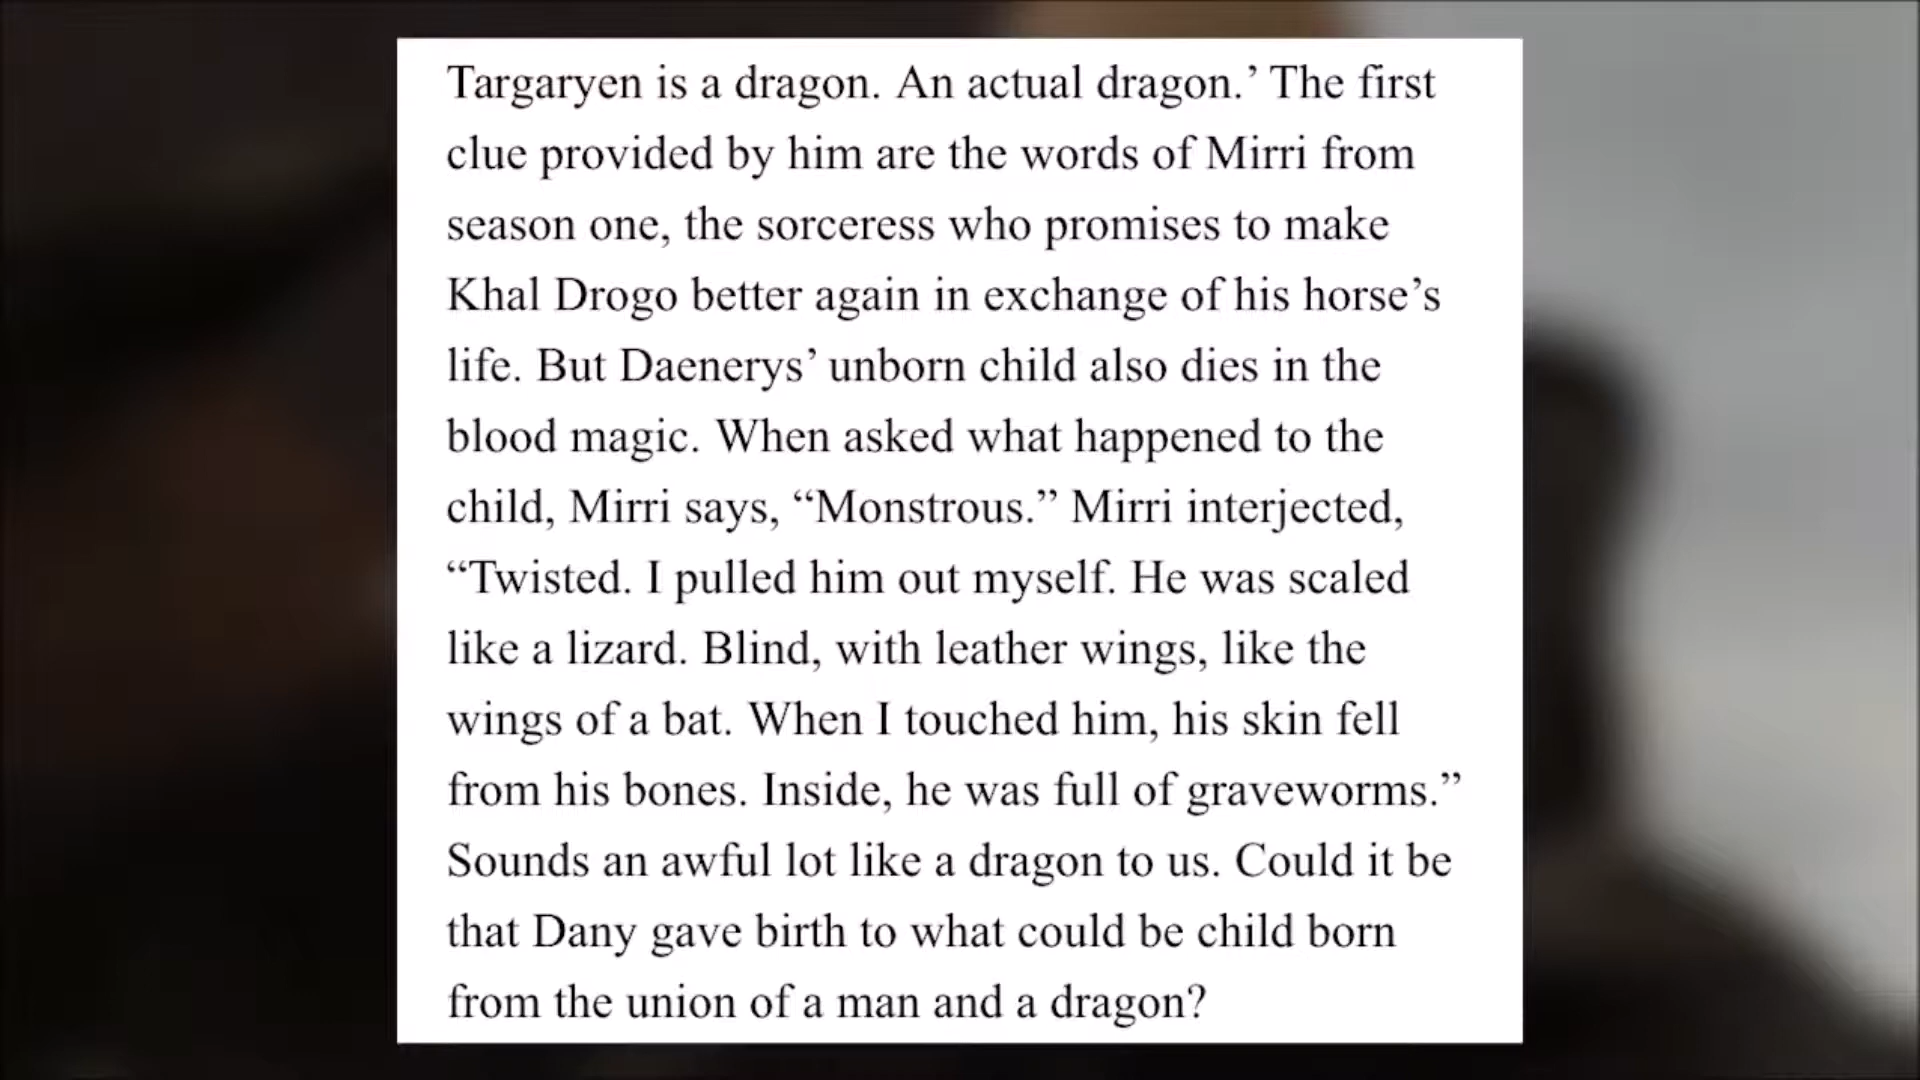 Targaryen is a dragon. An actual dragon.’ The first
clue provided by him are the words of Mirri from
season one, the sorceress who promises to make
Khal Drogo better again in exchange of his horse’s
life. But Daenerys’ unborn child also dies in the
blood magic. When asked what happened to the
child, Mirri says, “Monstrous.” Mirri interjected,
“Twisted. I pulled him out myself. He was scaled
like a lizard. Blind, with leather wings, like the
wings of a bat. When I touched him, his skin fell
from his bones. Inside, he was full of graveworms.”
Sounds an awful lot like a dragon to us. Could it be
that Dany gave birth to what could be child born
from the union of a man and a dragon?